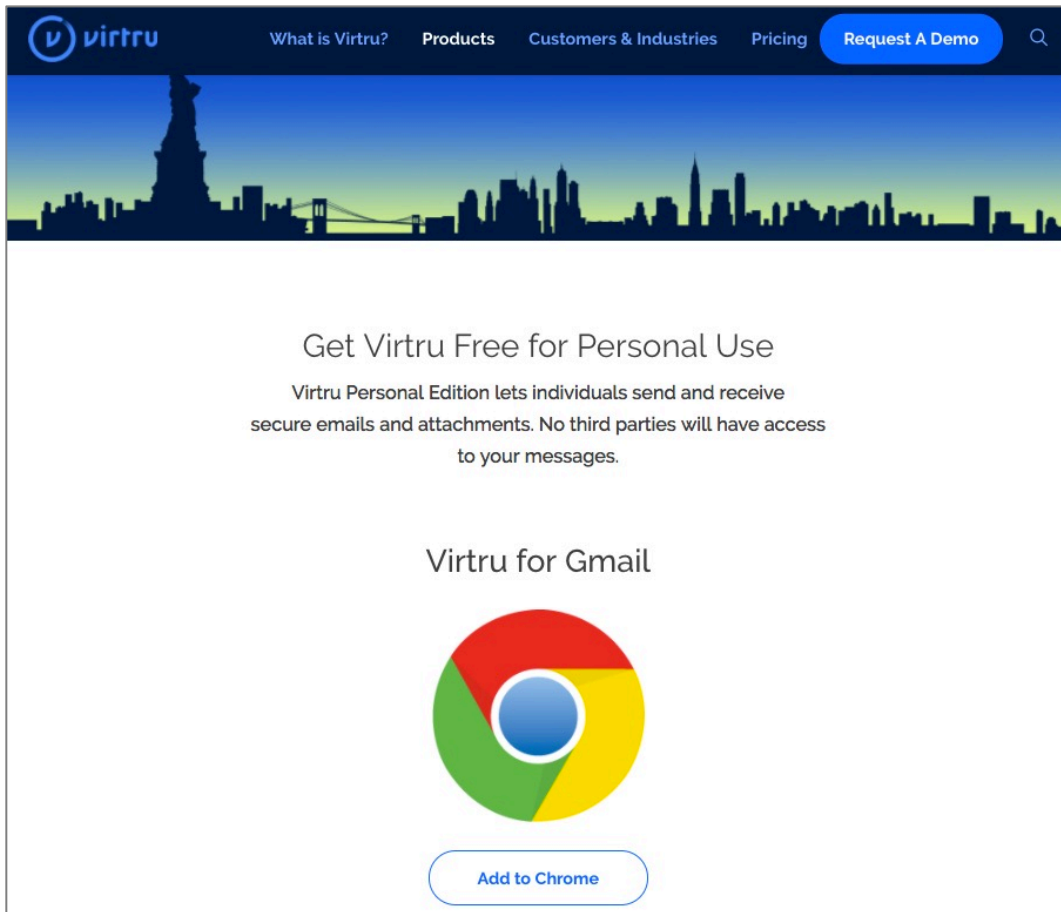 virtru What is Virtru? Products Customers & Industries Pricing Request A Demo
Get Virtru Free for Personal Use
Virtru Personal Edition lets individuals send and receive
secure emails and attachments. No third parties will have access
to your messages.
Virtru for Gmail
Add to Chrome